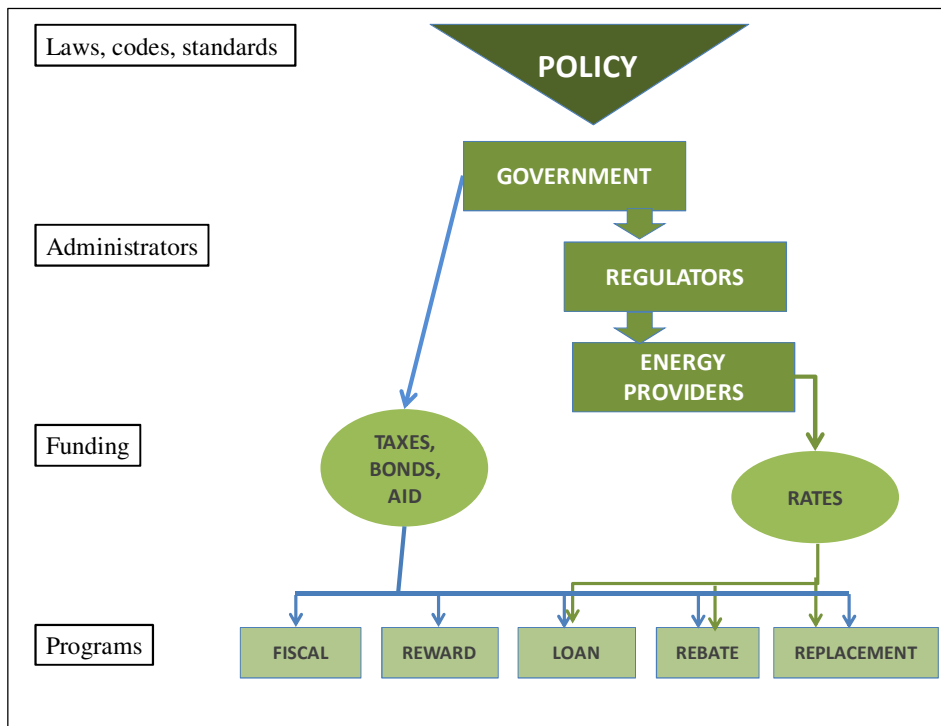 Laws, codes, standards
POLICY
GOVERNMENT
Administrators
REGULATORS
ENERGY
PROVIDERS
Funding
TAXES,
BONDS,
AID
RATES
Programs
FISCAL
REWARD
LOAN
REBATE
REPLACEMENT